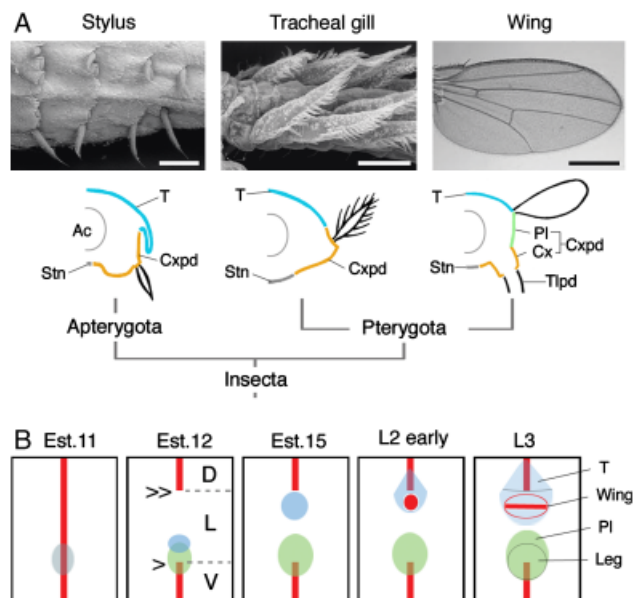 A
Stylus Tracheal gill Wing
T T T
Ac Pl
Cxpd Cx Cxpd
Stn Cxpd Stn Stn Tlpd
Apterygota Pterygota
Insecta
B
Est.11 Est.12 Est.15 L2 early L3
D T
>> Wing
L Pl
> Leg
V